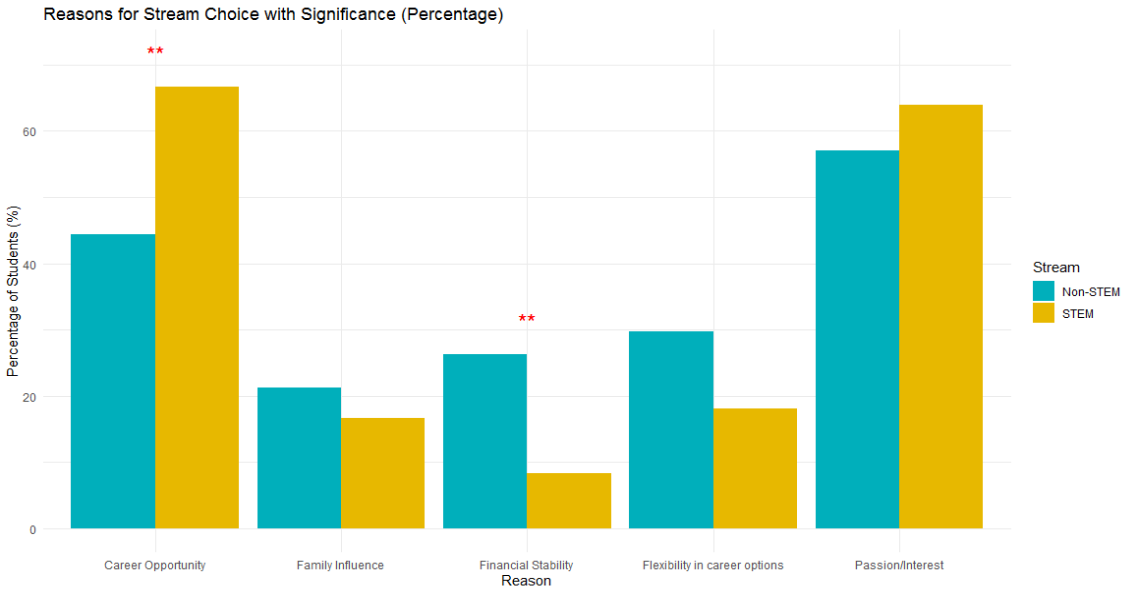 Reasons for Stream Choice with Significance (Percentage)
**
**
60
40
20
0
Percentage of Students (%)
Career Opportunity
Family Influence
Financial Stability
Flexibility in career options
Passion/Interest
Reason
Stream
Non-STEM
STEM